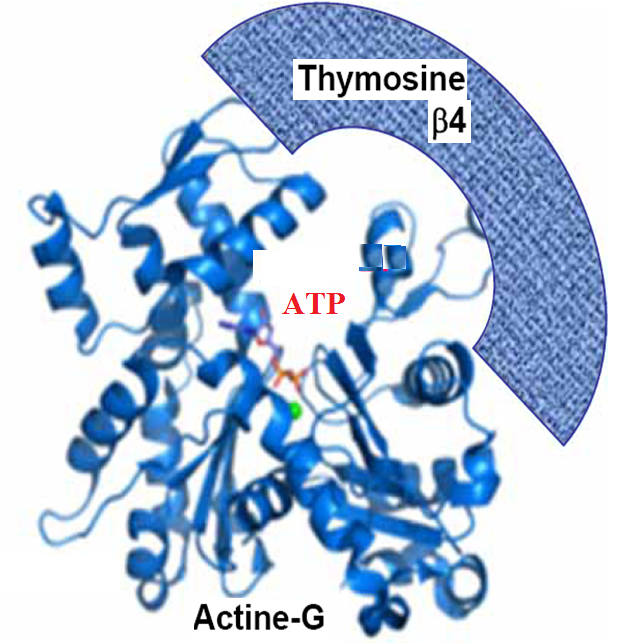 Thymosine
β4
ATP
Actine-G